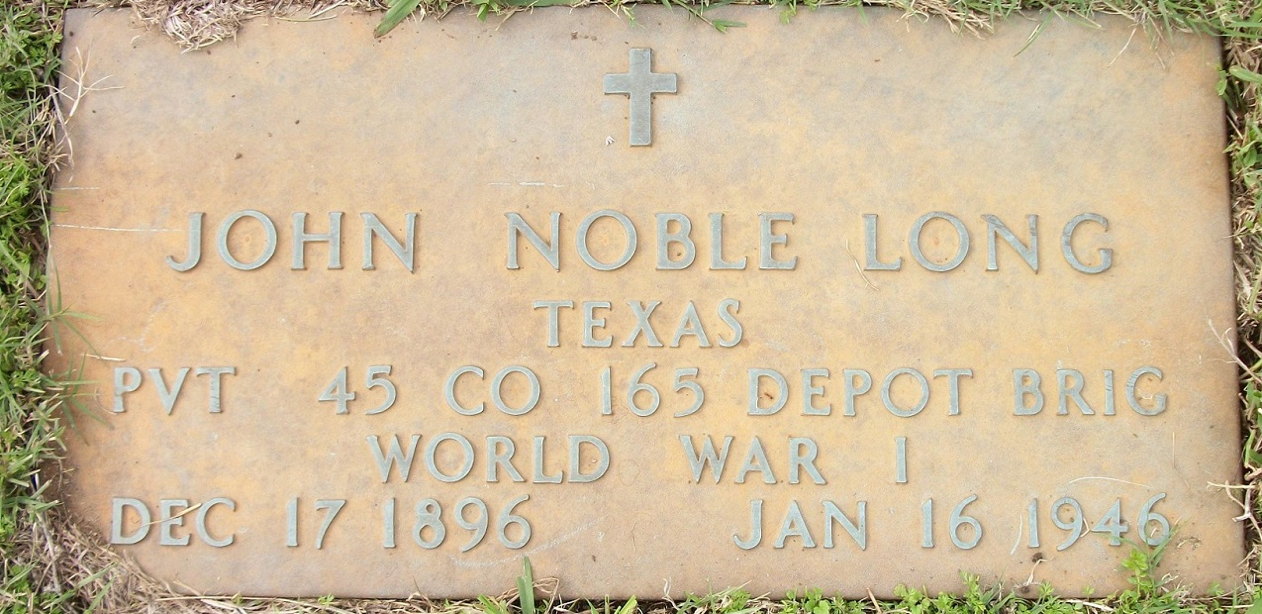 JOHN NOBLE LONG
TEXAS
PVT 45 CO 165 DEPOT BRIG
WORLD WAR I
DEC 17 1896 JAN 16 1946